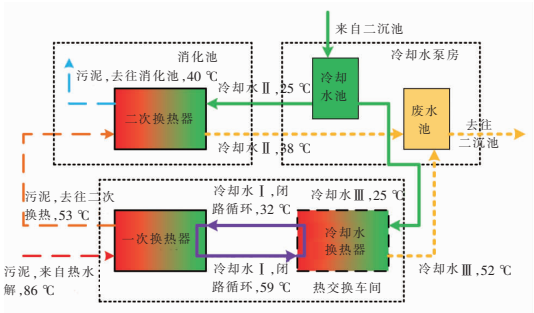 来自二沉池
消化池
冷却水泵房
污泥,去往消化池,40 ℃
冷却水Ⅱ,25 ℃
冷却
水池
二次换热器
废水
池
去往
二沉池
冷却水Ⅱ,38 ℃
污泥,去往二次
换热,53 ℃
冷却水Ⅰ,闭
路循环,32 ℃
冷却水Ⅲ,25 ℃
一次换热器
冷却水
换热器
污泥,来自热水
解,86 ℃
冷却水Ⅰ,闭
路循环,59 ℃
热交换车间
冷却水Ⅲ,52 ℃